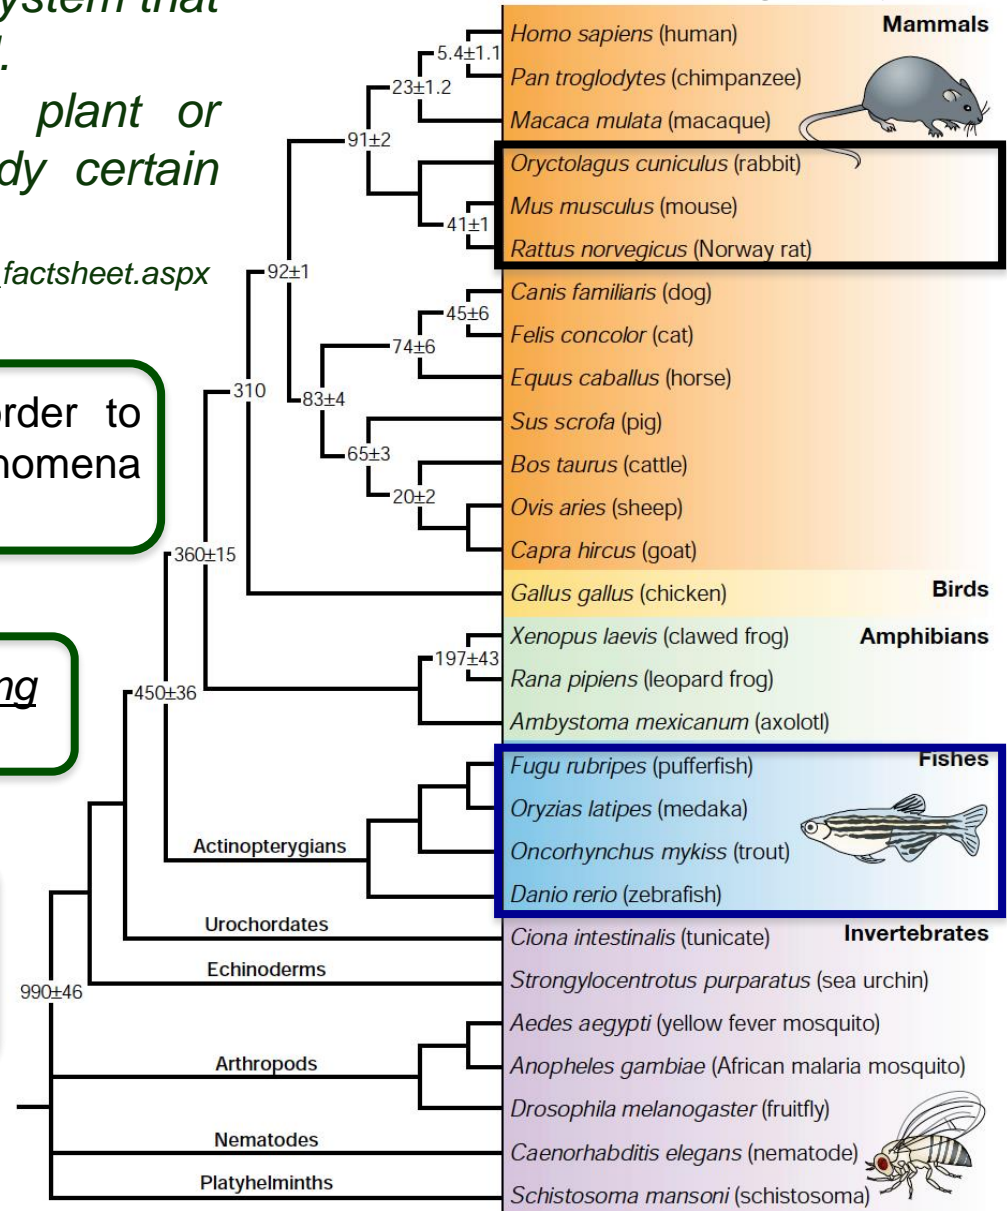 ystem that
plant or
dy certain
_factsheet.aspx
order to
nomena
ng
Mammals
Homo sapiens (human)
5.4±1.1
Pan troglodytes (chimpanzee)
23±1.2
Macaca mulata (macaque)
91±2
Oryctolagus cuniculus (rabbit)
Mus musculus (mouse)
41±1
Rattus norvegicus (Norway rat)
92±1
Canis familiaris (dog)
45±6
Felis concolor (cat)
74±6
Equus caballus (horse)
310
83±4
Sus scrofa (pig)
65±3
Bos taurus (cattle)
20±2
Ovis aries (sheep)
Capra hircus (goat)
360±15
Gallus gallus (chicken)
Birds
Xenopus laevis (clawed frog)
Amphibians
197±43
Rana pipiens (leopard frog)
450±36
Ambystoma mexicanum (axolotl)
Fugu rubripes (pufferfish)
Fishes
Oryzias latipes (medaka)
Actinopterygians
Oncorhynchus mykiss (trout)
Danio rerio (zebrafish)
Urochordates
Ciona intestinalis (tunicate)
Invertebrates
Echinoderms
Strongylocentrotus purparatus (sea urchin)
990±46
Aedes aegypti (yellow fever mosquito)
Arthropods
Anopheles gambiae (African malaria mosquito)
Drosophila melanogaster (fruitfly)
Nematodes
Caenorhabditis elegans (nematode)
Platyhelminths
Schistosoma mansoni (schistosoma)